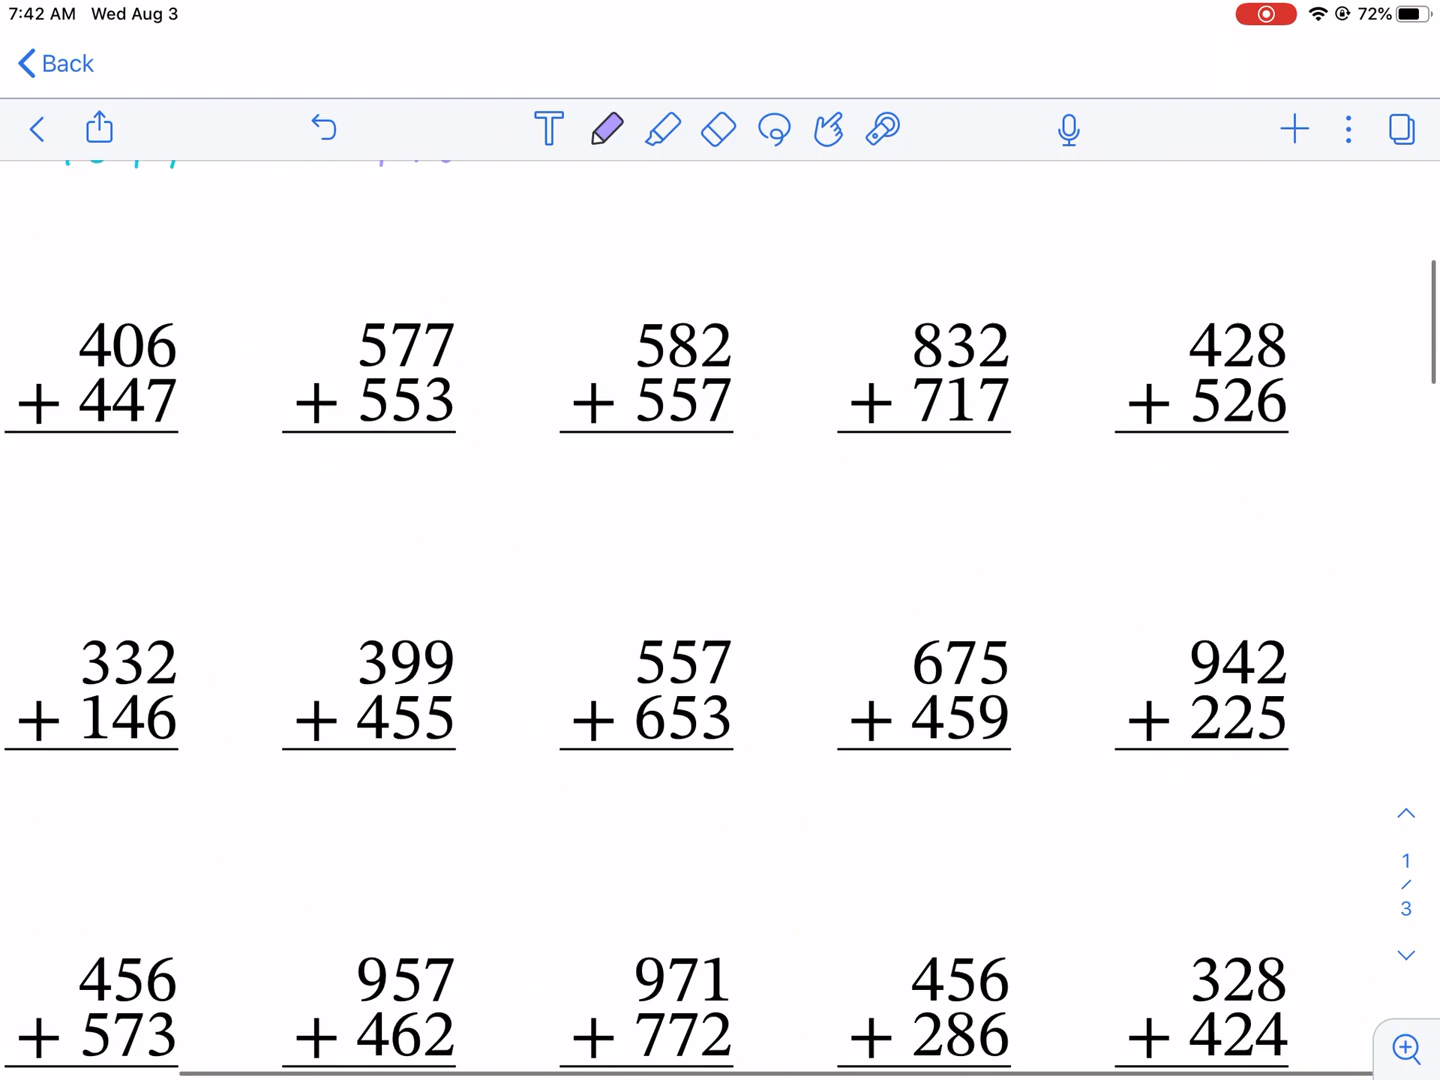 7:42 AM Wed Aug 3 72%
Back
T
406 577 582 832 428
+ 447 + 553 + 557 + 717 + 526
332 399 557 675 942
+ 146 + 455 + 653 + 459 + 225
1
/
3
456 957 971 456 328
+ 573 + 462 + 772 + 286 + 424